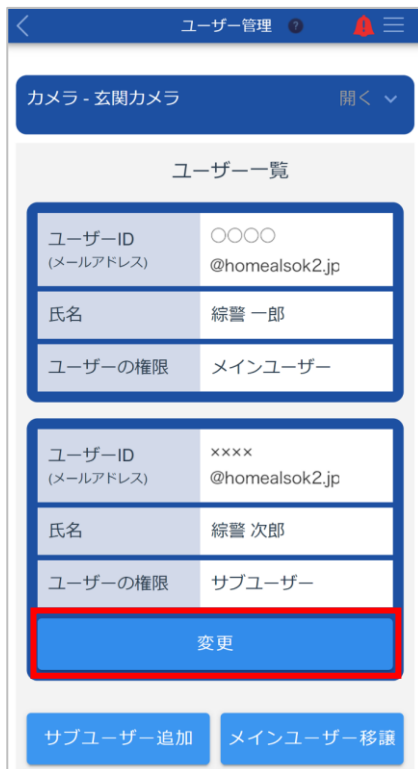 ユーザー管理 ?
カメラ - 玄関カメラ 開く
ユーザー一覧
ユーザーID ○○○○
(メールアドレス) @homealsok2.jp
氏名 綜警 一郎
ユーザーの権限 メインユーザー
ユーザーID ××××
(メールアドレス) @homealsok2.jp
氏名 綜警 次郎
ユーザーの権限 サブユーザー
変更
サブユーザー追加 メインユーザー移譲